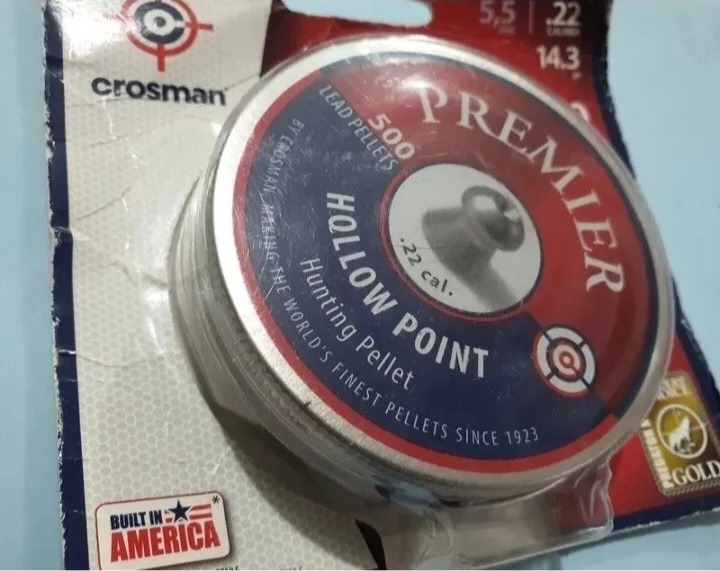 crosman
5,5
.22
CALIBER
14.3
PREMIER
500
LEAD PELLETS
.22 cal.
HOLLOW POINT
Hunting Pellet
BY CROSMAN, MAKING THE WORLD'S FINEST PELLETS SINCE 1923
BUILT IN
AMERICA*
GOLD